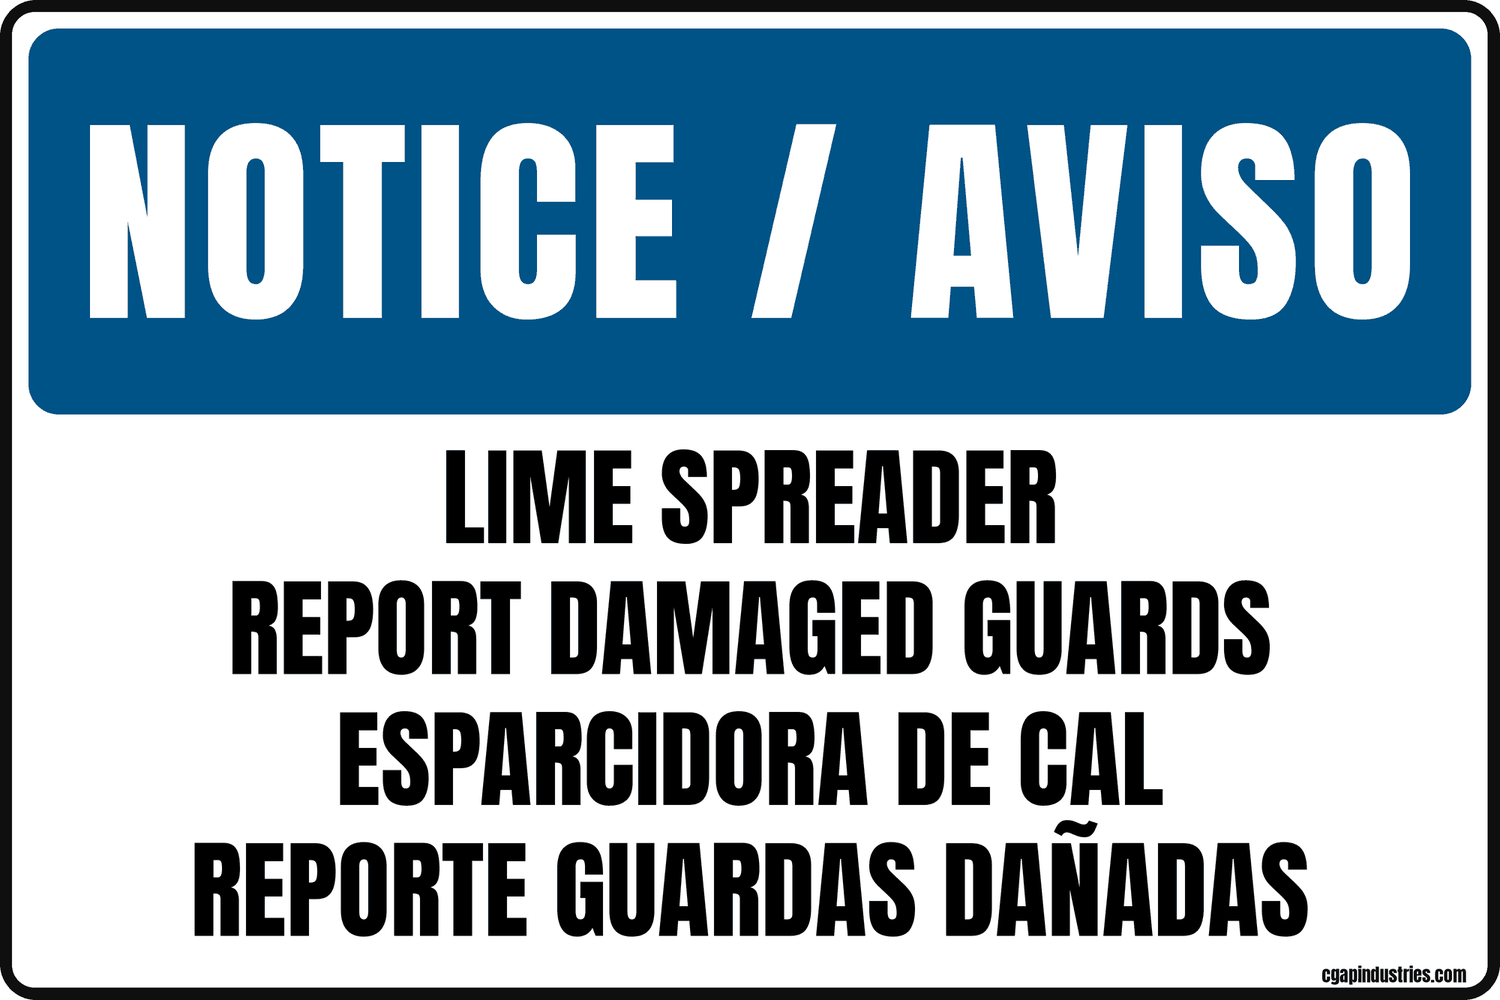 NOTICE / AVISO
LIME SPREADER
REPORT DAMAGED GUARDS
ESPARCIDORA DE CAL
REPORTE GUARDAS DAÑADAS
cgapindustries.com